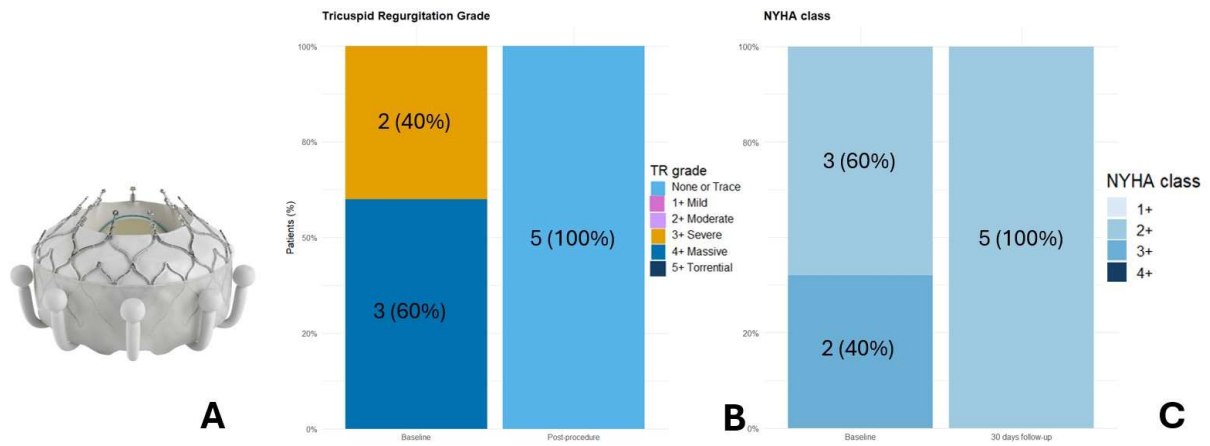 Tricuspid Regurgitation Grade
100%
80%
50%
20%
0%
Patients (%)
2 (40%)
3 (60%)
5 (100%)
Baseline
Post-procedure
TR grade
None or Trace
1+ Mild
2+ Moderate
3+ Severe
4+ Massive
5+ Torrential
A
B
NYHA class
100%
80%
50%
20%
0%
3 (60%)
2 (40%)
5 (100%)
Baseline
30 days follow-up
NYHA class
1+
2+
3+
4+
C